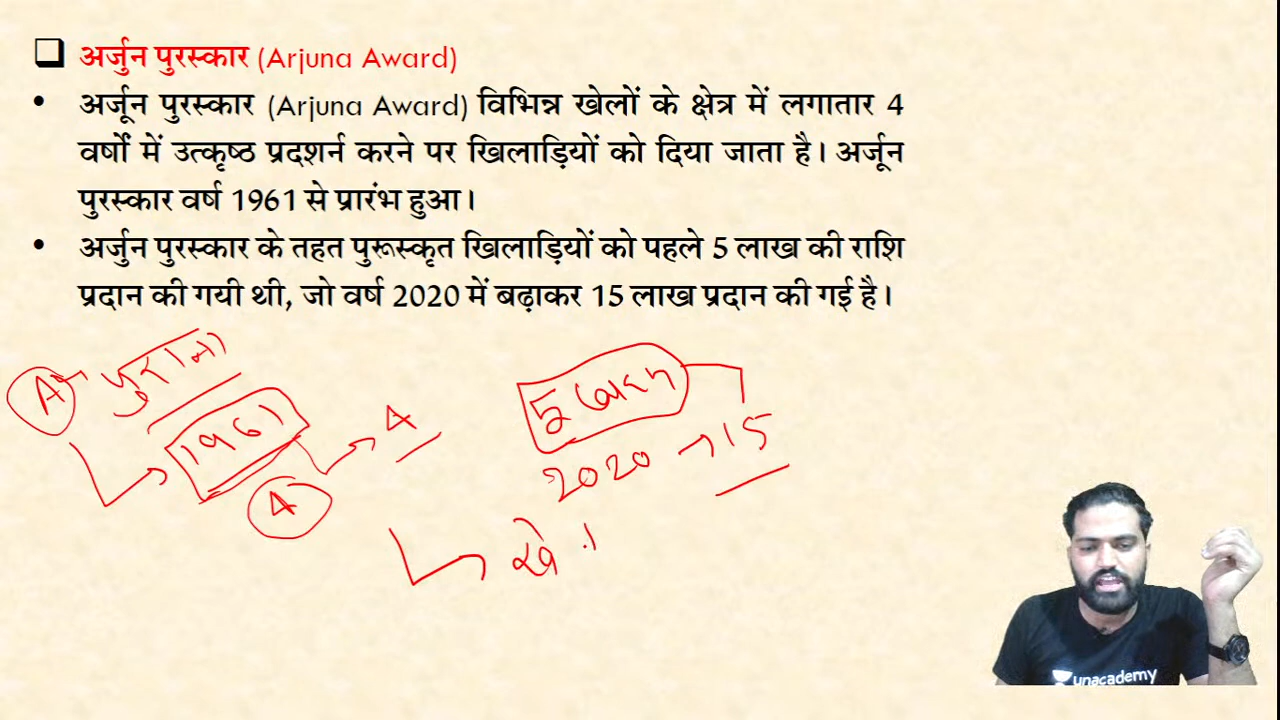 अर्जुन पुरस्कार (Arjuna Award)
• अर्जून पुरस्कार (Arjuna Award) विभिन्न खेलों के क्षेत्र में लगातार 4
वर्षों में उत्कृष्ठ प्रदशर्न करने पर खिलाड़ियों को दिया जाता है। अर्जून
पुरस्कार वर्ष 1961 से प्रारंभ हुआ।
• अर्जुन पुरस्कार के तहत पुरूस्कृत खिलाड़ियों को पहले 5 लाख की राशि
प्रदान की गयी थी, जो वर्ष 2020 में बढ़ाकर 15 लाख प्रदान की गई है।
A
1961
4
4
5 लाख
2020 → 15
खे
unacademy